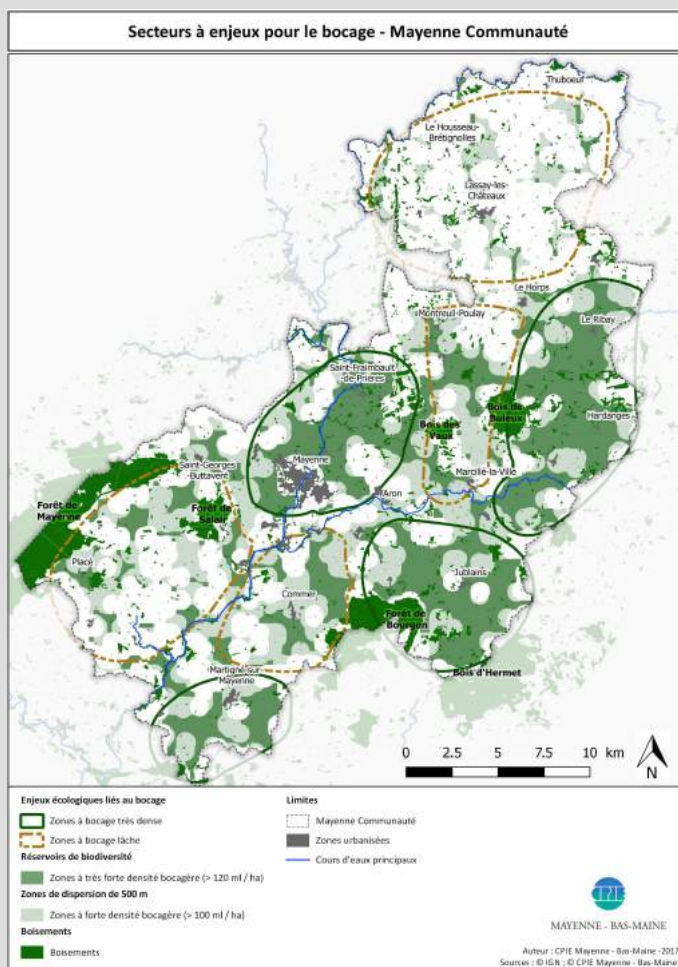 Secteurs à enjeux pour le bocage - Mayenne Communauté
Thuboeuf
Le Housseau-
Brétignolles
Lassay-les-
Châteaux
Le Horps
Montreuil-Poulay
Le Ribay
Saint-Fraimbault
-de-Prières
Bois de
Buleux
Hardanges
Bois des
Vaux
Mayenne
Marcillé-la-Ville
Saint-Georges
-Buttavent
Aron
Forêt de
Mayenne
Forêt de
Salair
Placé
Jublains
Commer
Forêt de
Bourgon
Martigné-sur
-Mayenne
Bois d'Hermet
0 2.5 5 7.5 10 km
N
Enjeux écologiques liés au bocage
Zones à bocage très dense
Zones à bocage lâche
Réservoirs de biodiversité
Zones à très forte densité bocagère (> 120 ml / ha)
Zones de dispersion de 500 m
Zones à forte densité bocagère (> 100 ml / ha)
Boisements
Boisements
Limites
Mayenne Communauté
Zones urbanisées
Cours d'eaux principaux
CPIE
MAYENNE - BAS-MAINE
Auteur : CPIE Mayenne - Bas-Maine -2017
Sources : © IGN ; © CPIE Mayenne - Bas-Maine